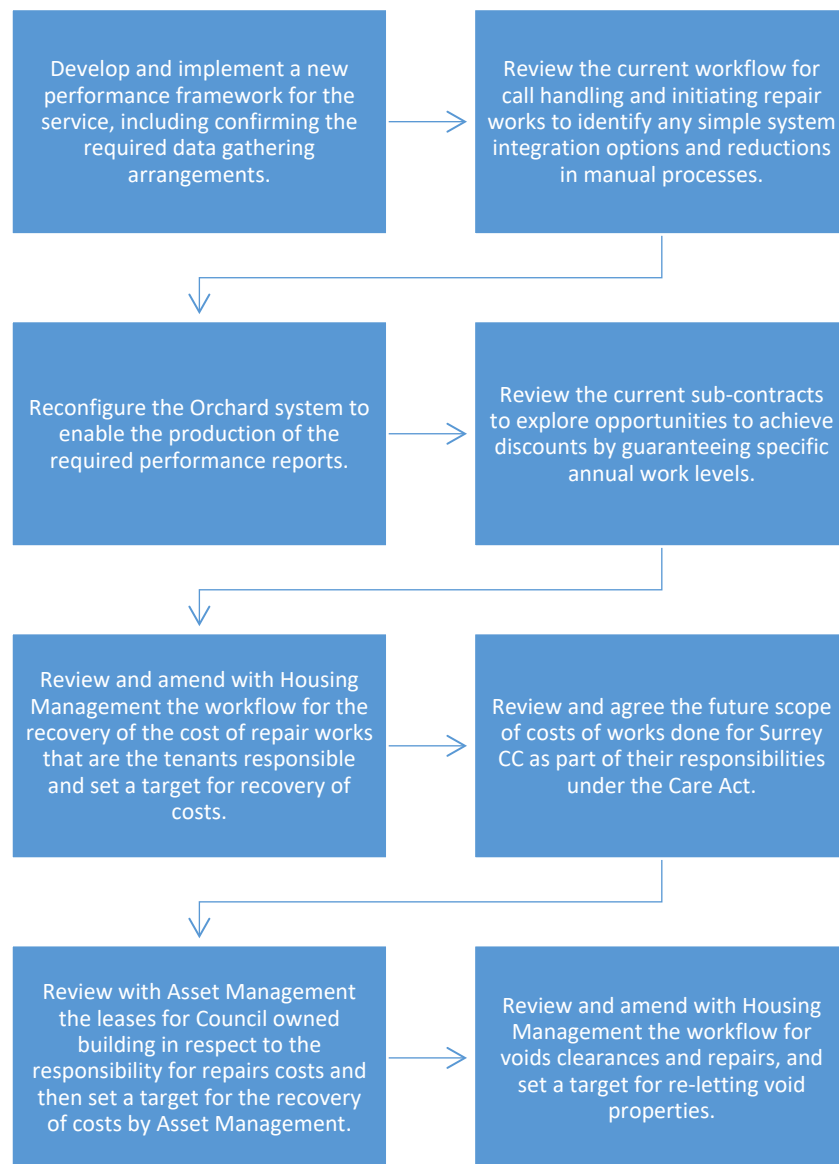 Develop and implement a new
performance framework for the
service, including confirming the
required data gathering
arrangements.
Review the current workflow for
call handling and initiating repair
works to identify any simple system
integration options and reductions
in manual processes.
Reconfigure the Orchard system to
enable the production of the
required performance reports.
Review the current sub-contracts
to explore opportunities to achieve
discounts by guaranteeing specific
annual work levels.
Review and amend with Housing
Management the workflow for the
recovery of the cost of repair works
that are the tenants responsible
and set a target for recovery of
costs.
Review and agree the future scope
of costs of works done for Surrey
CC as part of their responsibilities
under the Care Act.
Review with Asset Management
the leases for Council owned
building in respect to the
responsibility for repairs costs and
then set a target for the recovery
of costs by Asset Management.
Review and amend with Housing
Management the workflow for
voids clearances and repairs, and
set a target for re-letting void
properties.